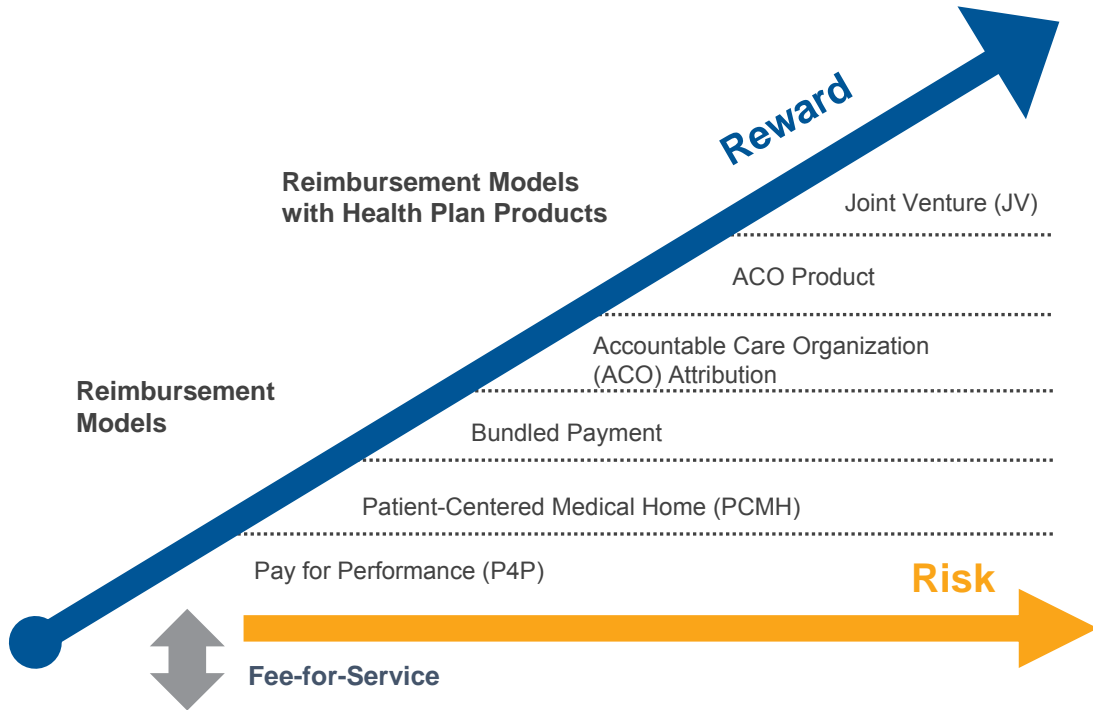 Reward
Reimbursement Models
with Health Plan Products
Joint Venture (JV)
ACO Product
Accountable Care Organization
(ACO) Attribution
Reimbursement
Models
Bundled Payment
Patient-Centered Medical Home (PCMH)
Pay for Performance (P4P)
Risk
Fee-for-Service